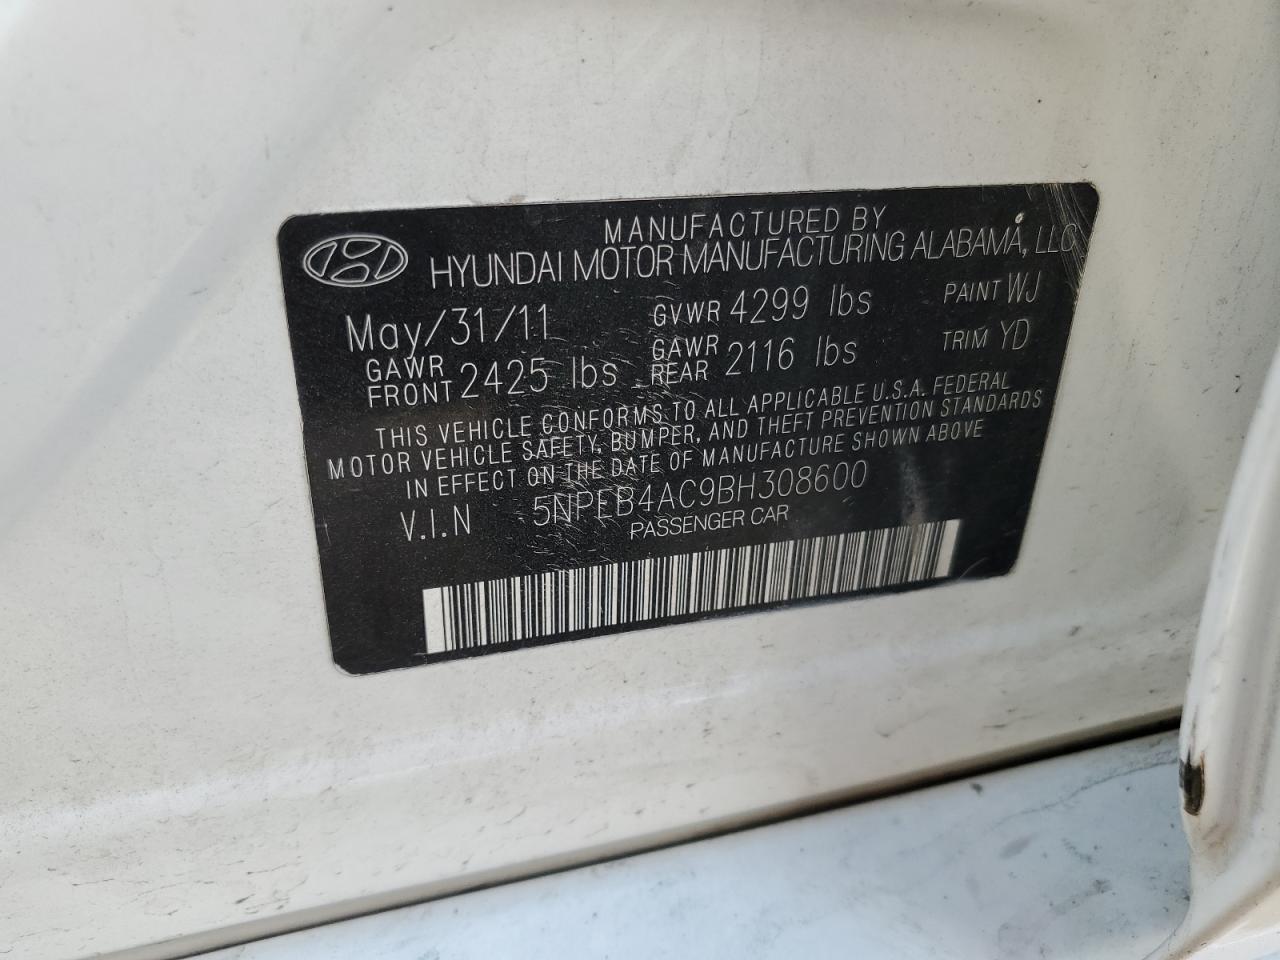 MANUFACTURED BY
HYUNDAI MOTOR MANUFACTURING ALABAMA, LLC
May/31/11 GVWR 4299 lbs PAINT WJ
GAWR FRONT 2425 lbs GAWR REAR 2116 lbs TRIM YD
THIS VEHICLE CONFORMS TO ALL APPLICABLE U.S.A. FEDERAL
MOTOR VEHICLE SAFETY, BUMPER, AND THEFT PREVENTION STANDARDS
IN EFFECT ON THE DATE OF MANUFACTURE SHOWN ABOVE
V.I.N 5NPEB4AC9BH308600
PASSENGER CAR